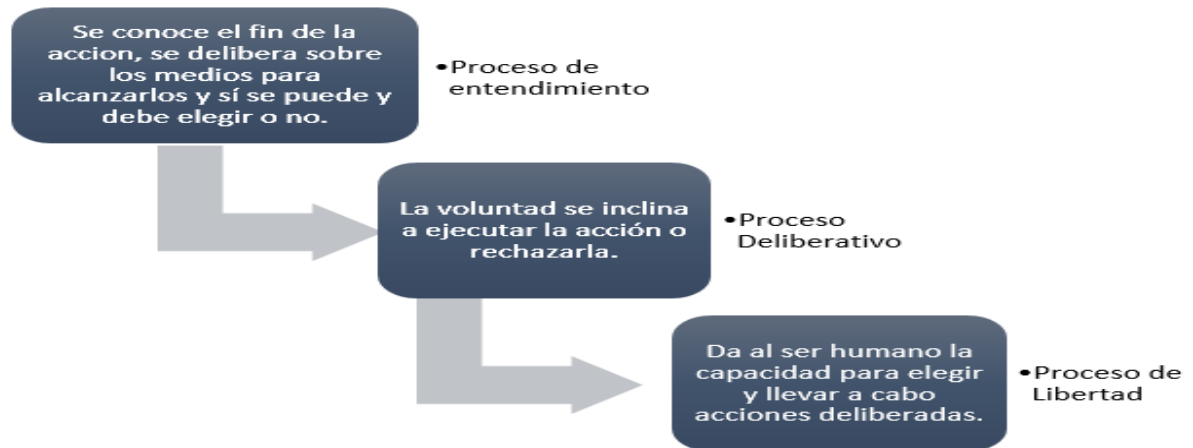 Se conoce el fin de la
accion, se delibera sobre
los medios para
alcanzarlos y sí se puede y
debe elegir o no.
•Proceso de
entendimiento
La voluntad se inclina
a ejecutar la acción o
rechazarla.
•Proceso
Deliberativo
Da al ser humano la
capacidad para elegir
y llevar a cabo
acciones deliberadas.
•Proceso de
Libertad